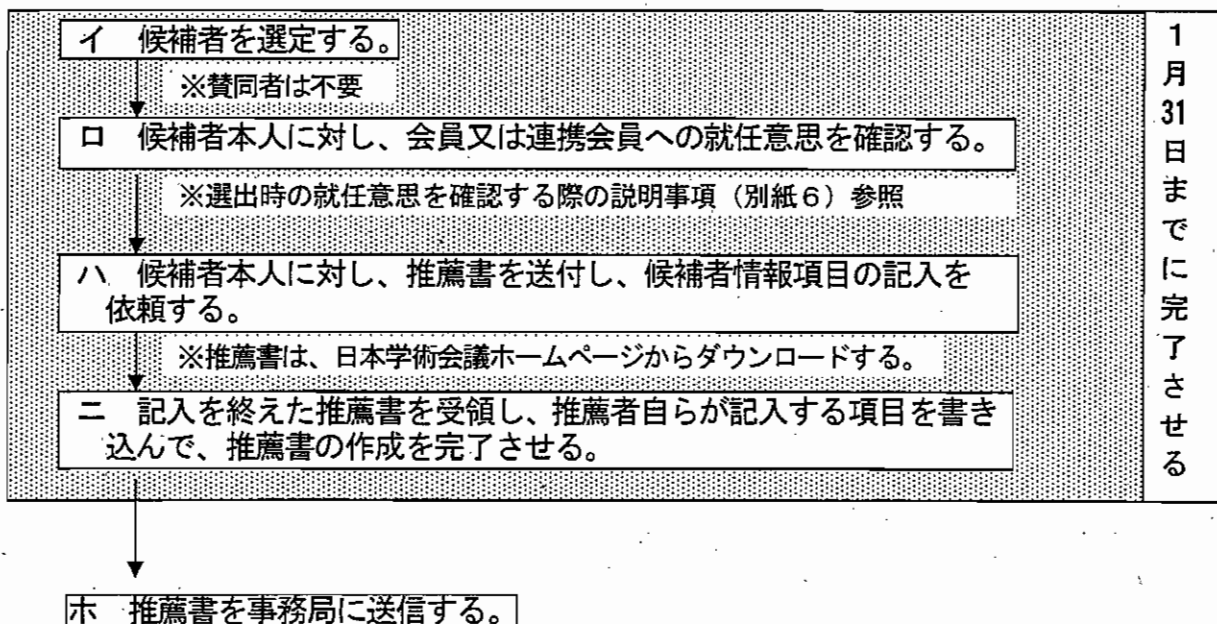 イ 候補者を選定する。
※賛同者は不要
ロ 候補者本人に対し、会員又は連携会員への就任意思を確認する。
※選出時の就任意思を確認する際の説明事項（別紙６）参照
ハ 候補者本人に対し、推薦書を送付し、候補者情報項目の記入を
依頼する。
※推薦書は、日本学術会議ホームページからダウンロードする。
ニ 記入を終えた推薦書を受領し、推薦者自らが記入する項目を書き
込んで、推薦書の作成を完了させる。
1月31日までに完了させる
ホ 推薦書を事務局に送信する。